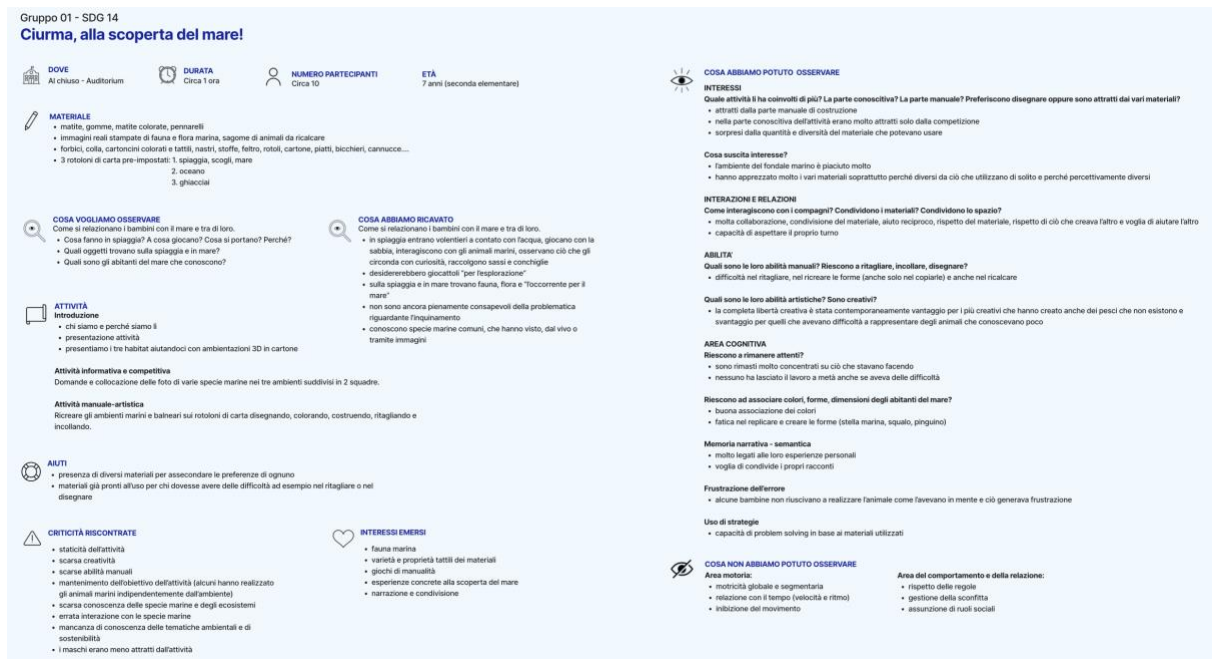 Gruppo 01 - SDG 14
Ciurma, alla scoperta del mare!
DOVE
Al chiuso - Auditorium
DURATA
Circa 1 ora
NUMERO PARTECIPANTI
Circa 10
ETÀ
7 anni (seconda elementare)
MATERIALE
• matite, gomme, matite colorate, pennarelli
• immagini reali stampate di fauna e flora marina, sagome di animali da ricalcare
• forbici, colla, cartoncini colorati e tattili, nastri, stoffe, feltro, rotoli, cartone, piatti, bicchieri, cannucce....
• 3 rotoloni di carta pre-impostati: 1. spiaggia, scogli, mare
2. oceano
3. ghiacciai
COSA VOGLIAMO OSSERVARE
Come si relazionano i bambini con il mare e tra di loro.
• Cosa fanno in spiaggia? A cosa giocano? Cosa si portano? Perché?
• Quali oggetti trovano sulla spiaggia e in mare?
• Quali sono gli abitanti del mare che conoscono?
COSA ABBIAMO RICAVATO
Come si relazionano i bambini con il mare e tra di loro.
• in spiaggia entrano volentieri a contato con l'acqua, giocano con la
sabbia, interagiscono con gli animali marini, osservano ciò che gli
circonda con curiosità, raccolgono sassi e conchiglie
• desidererebbero giocattoli "per l'esplorazione"
• sulla spiaggia e in mare trovano fauna, flora e "l'occorrente per il
mare"
• non sono ancora pienamente consapevoli della problematica
riguardante l'inquinamento
• conoscono specie marine comuni, che hanno visto, dal vivo o
tramite immagini
ATTIVITÀ
Introduzione
• chi siamo e perché siamo lì
• presentazione attività
• presentiamo i tre habitat aiutandoci con ambientazioni 3D in cartone
Attività informativa e competitiva
Domande e collocazione delle foto di varie specie marine nei tre ambienti suddivisi in 2 squadre.
Attività manuale-artistica
Ricreare gli ambienti marini e balneari sui rotoloni di carta disegnando, colorando, costruendo, ritagliando e
incollando.
AIUTI
• presenza di diversi materiali per assecondare le preferenze di ognuno
• materiali già pronti all'uso per chi dovesse avere delle difficoltà ad esempio nel ritagliare o nel
disegnare
CRITICITÀ RISCONTRATE
• staticità dell'attività
• scarsa creatività
• scarse abilità manuali
• mantenimento dell'obiettivo dell'attività (alcuni hanno realizzato
gli animali marini indipendentemente dall'ambiente)
• scarsa conoscenza delle specie marine e degli ecosistemi
• errata interazione con le specie marine
• mancanza di conoscenza delle tematiche ambientali e di
sostenibilità
• i maschi erano meno attratti dall'attività
INTERESSI EMERSI
• fauna marina
• varietà e proprietà tattili dei materiali
• giochi di manualità
• esperienze concrete alla scoperta del mare
• narrazione e condivisione
COSA ABBIAMO POTUTO OSSERVARE
INTERESSI
Quale attività li ha coinvolti di più? La parte conoscitiva? La parte manuale? Preferiscono disegnare oppure sono attratti dai vari materiali?
• attratti dalla parte manuale di costruzione
• nella parte conoscitiva dell'attività erano molto attratti solo dalla competizione
• sorpresi dalla quantità e diversità del materiale che potevano usare
Cosa suscita interesse?
• l'ambiente del fondale marino è piaciuto molto
• hanno apprezzato molto i vari materiali soprattutto perché diversi da ciò che utilizzano di solito e perché percettivamente diversi
INTERAZIONI E RELAZIONI
Come interagiscono con i compagni? Condividono i materiali? Condividono lo spazio?
• molta collaborazione, condivisione del materiale, aiuto reciproco, rispetto del materiale, rispetto di ciò che creava l'altro e voglia di aiutare l'altro
• capacità di aspettare il proprio turno
ABILITA'
Quali sono le loro abilità manuali? Riescono a ritagliare, incollare, disegnare?
• difficoltà nel ritagliare, nel ricreare le forme (anche solo nel copiarle) e anche nel ricalcare
Quali sono le loro abilità artistiche? Sono creativi?
• la completa libertà creativa è stata contemporaneamente vantaggio per i più creativi che hanno creato anche dei pesci che non esistono e
svantaggio per quelli che avevano difficoltà a rappresentare degli animali che conoscevano poco
AREA COGNITIVA
Riescono a rimanere attenti?
• sono rimasti molto concentrati su ciò che stavano facendo
• nessuno ha lasciato il lavoro a metà anche se aveva delle difficoltà
Riescono ad associare colori, forme, dimensioni degli abitanti del mare?
• buona associazione dei colori
• fatica nel replicare e creare le forme (stella marina, squalo, pinguino)
Memoria narrativa - semantica
• molto legati alle loro esperienze personali
• voglia di condivide i propri racconti
Frustrazione dell'errore
• alcune bambine non riuscivano a realizzare l'animale come l'avevano in mente e ciò generava frustrazione
Uso di strategie
• capacità di problem solving in base ai materiali utilizzati
COSA NON ABBIAMO POTUTO OSSERVARE
Area motoria:
• motricità globale e segmentaria
• relazione con il tempo (velocità e ritmo)
• inibizione del movimento
Area del comportamento e della relazione:
• rispetto delle regole
• gestione della sconfitta
• assunzione di ruoli sociali